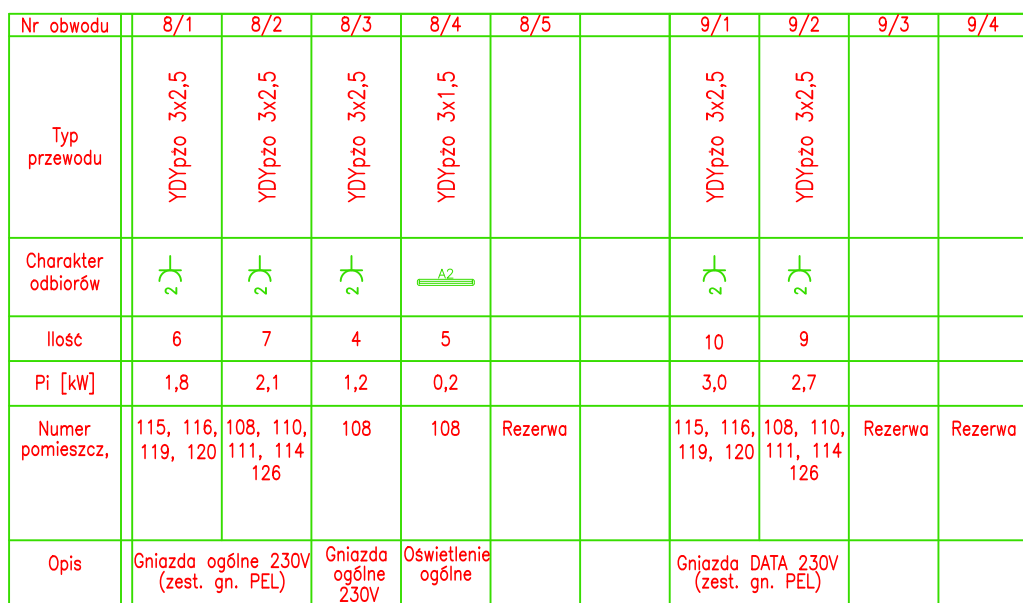 Nr obwodu 8/1 8/2 8/3 8/4 8/5 9/1 9/2 9/3 9/4
Typ
przewodu
YDYpżo 3x2,5
YDYpżo 3x2,5
YDYpżo 3x2,5
YDYpżo 3x1,5
YDYpżo 3x2,5
YDYpżo 3x2,5
Charakter
odbiorów
2 2 2 A2 2 2
Ilość 6 7 4 5 10 9
Pi [kW] 1,8 2,1 1,2 0,2 3,0 2,7
Numer
pomieszcz,
115, 116,
119, 120
108, 110,
111, 114
126
108
108
Rezerwa
115, 116,
119, 120
108, 110,
111, 114
126
Rezerwa
Rezerwa
Opis
Gniazda ogólne 230V
(zest. gn. PEL)
Gniazda
ogólne
230V
Oświetlenie
ogólne
Gniazda DATA 230V
(zest. gn. PEL)